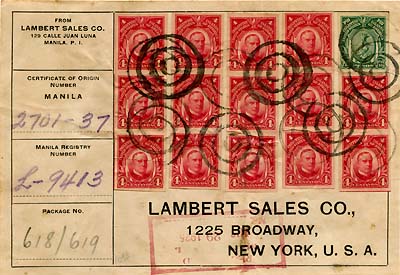 FROM
LAMBERT SALES CO.
129 CALLE JUAN LUNA
MANILA, P. I.
CERTIFICATE OF ORIGIN
NUMBER
MANILA
2701-37
MANILA REGISTRY
NUMBER
L-9413
PACKAGE NO.
618/619
LAMBERT SALES CO.,
1225 BROADWAY,
NEW YORK, U. S. A.